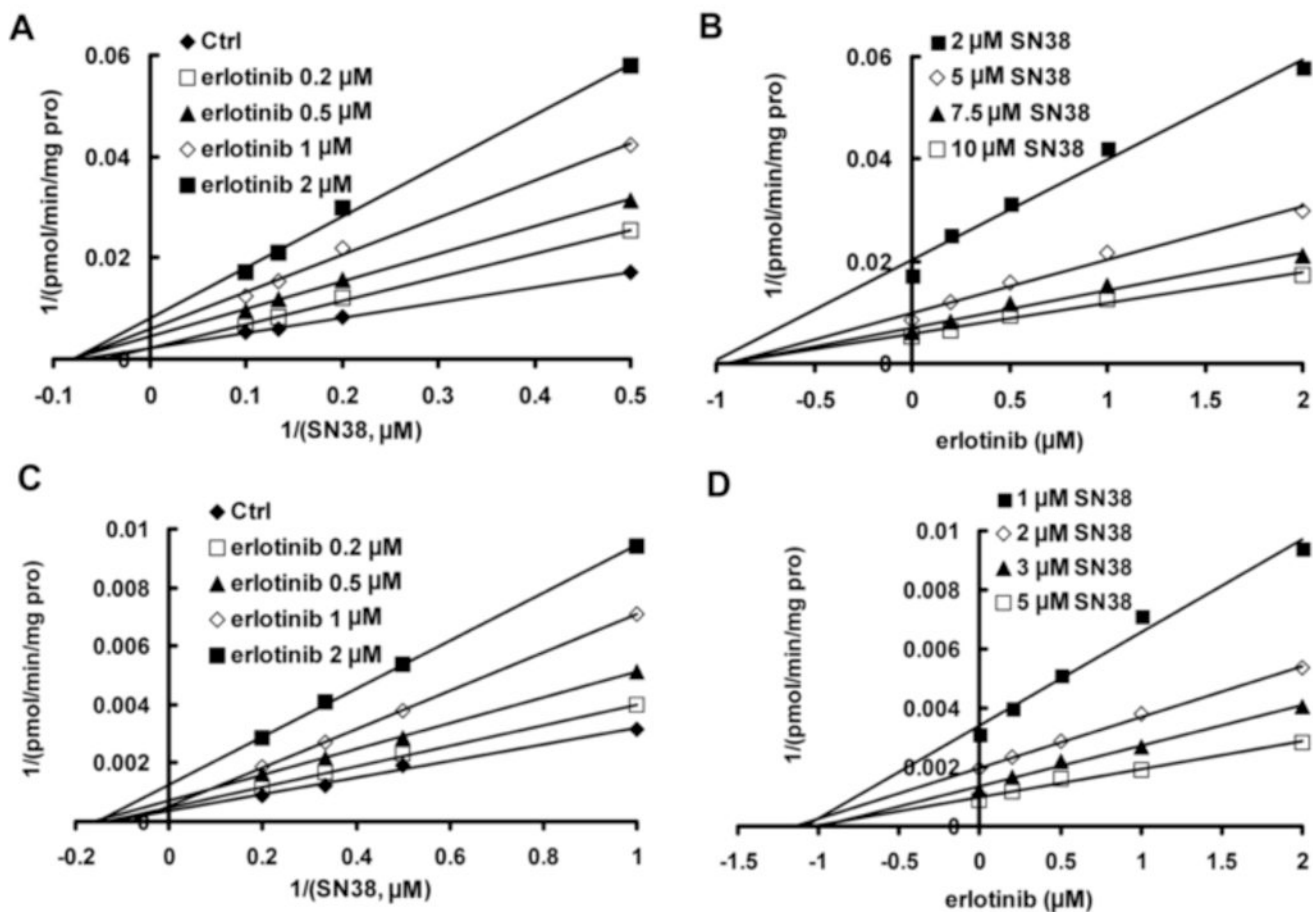 A
Ctrl
erlotinib 0.2 µM
erlotinib 0.5 µM
erlotinib 1 µM
erlotinib 2 µM
1/(pmol/min/mg pro)
0.06
0.04
0.02
0
-0.1 0 0.1 0.2 0.3 0.4 0.5
1/(SN38, µM)
B
2 µM SN38
5 µM SN38
7.5 µM SN38
10 µM SN38
1/(pmol/min/mg pro)
0.06
0.04
0.02
0
-1 -0.5 0 0.5 1 1.5 2
erlotinib (µM)
C
Ctrl
erlotinib 0.2 µM
erlotinib 0.5 µM
erlotinib 1 µM
erlotinib 2 µM
1/(pmol/min/mg pro)
0.01
0.008
0.006
0.004
0.002
0
-0.2 0 0.2 0.4 0.6 0.8 1
1/(SN38, µM)
D
1 µM SN38
2 µM SN38
3 µM SN38
5 µM SN38
1/(pmol/min/mg pro)
0.01
0.008
0.006
0.004
0.002
0
-1.5 -1 -0.5 0 0.5 1 1.5 2
erlotinib (µM)